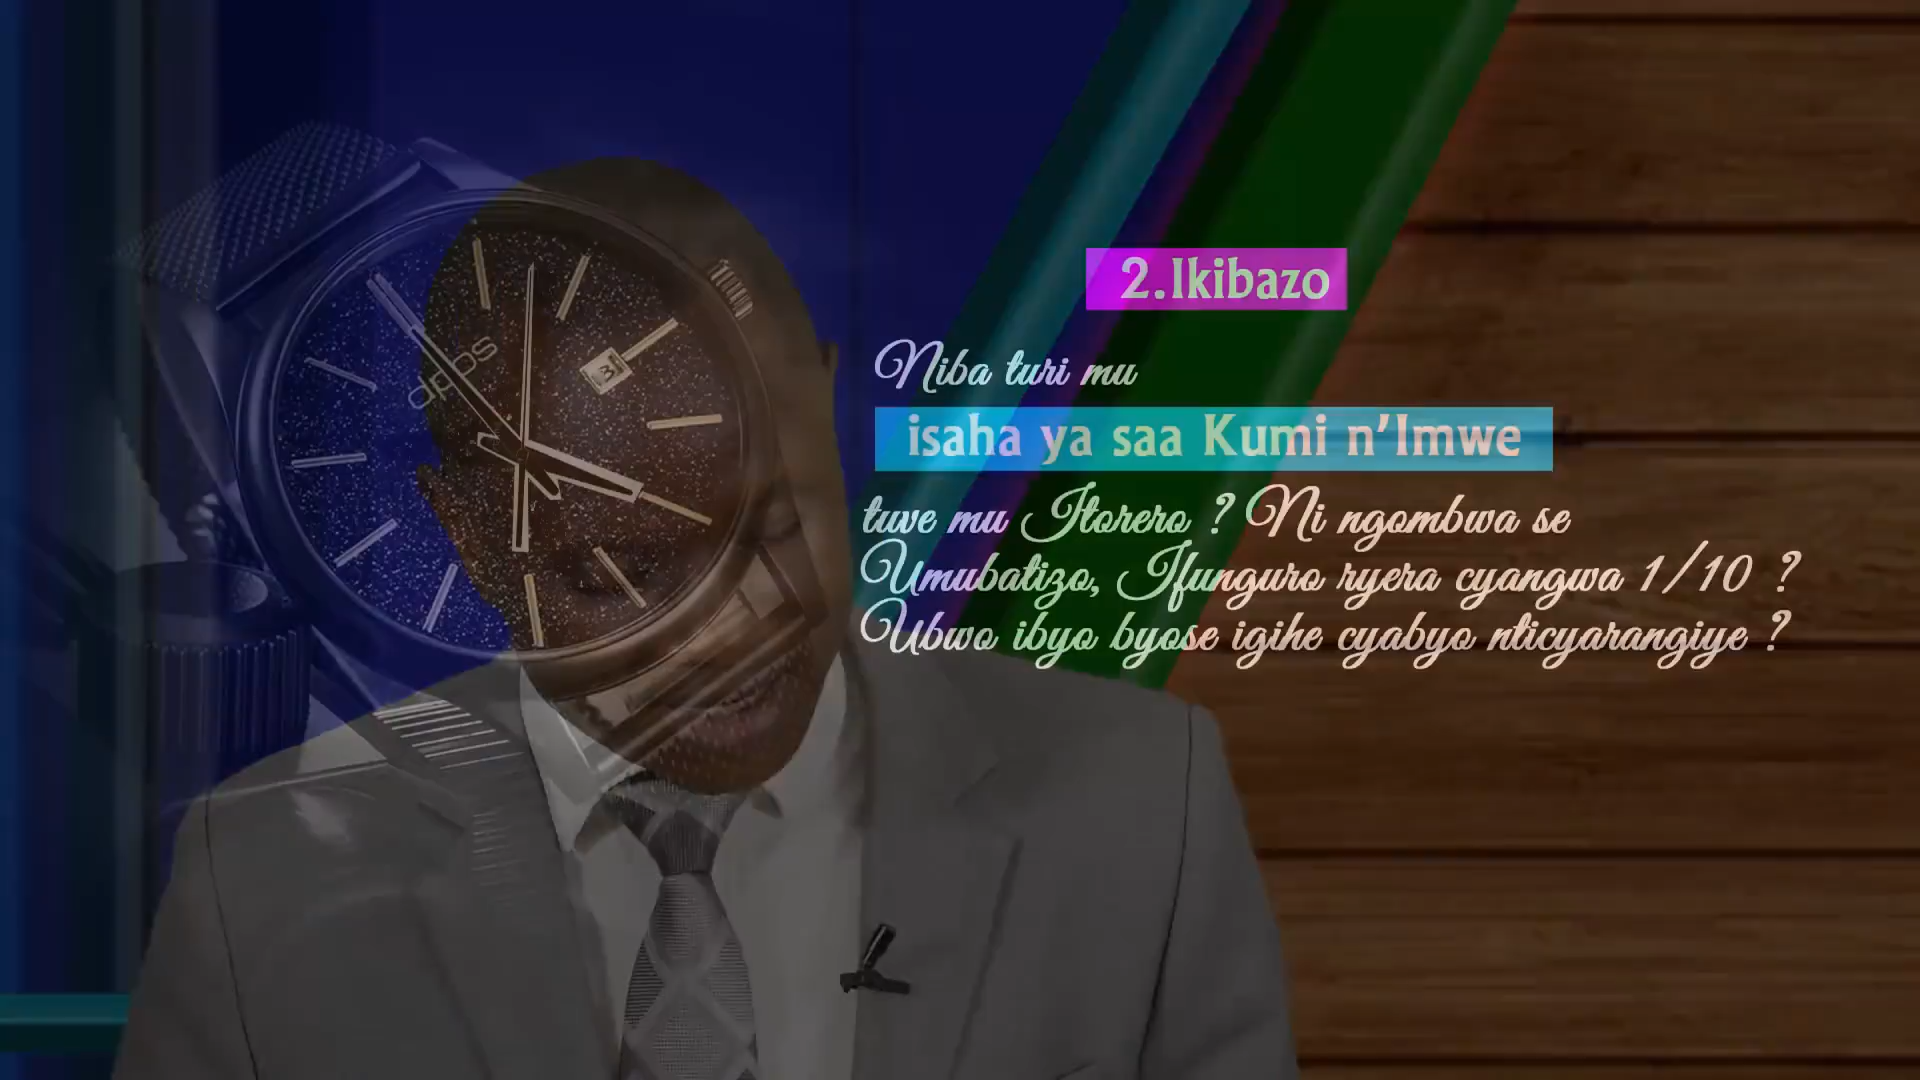 2.Ikibazo
Niba turi mu
isaha ya saa Kumi n’Imwe
tuve mu Itorero ? Ni ngombwa se
Umubatizo, Ifunguro ryera cyangwa 1/10 ?
Ubwo ibyo byose igihe cyabyo nticyarangiye ?